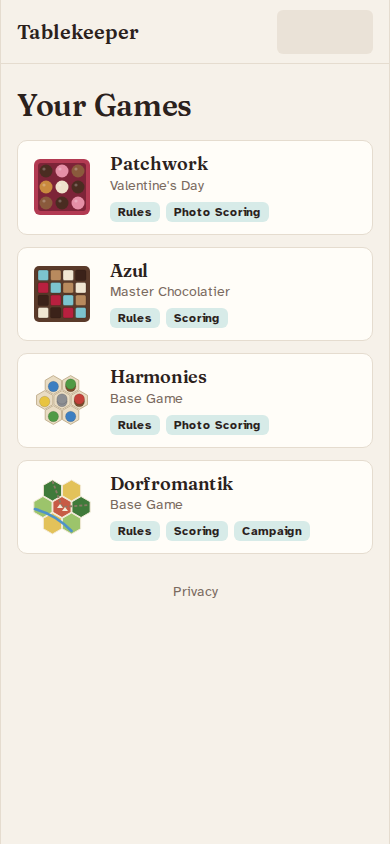 Tablekeeper
Your Games
Patchwork
Valentine's Day
Rules Photo Scoring
Azul
Master Chocolatier
Rules Scoring
Harmonies
Base Game
Rules Photo Scoring
Dorfromantik
Base Game
Rules Scoring Campaign
Privacy